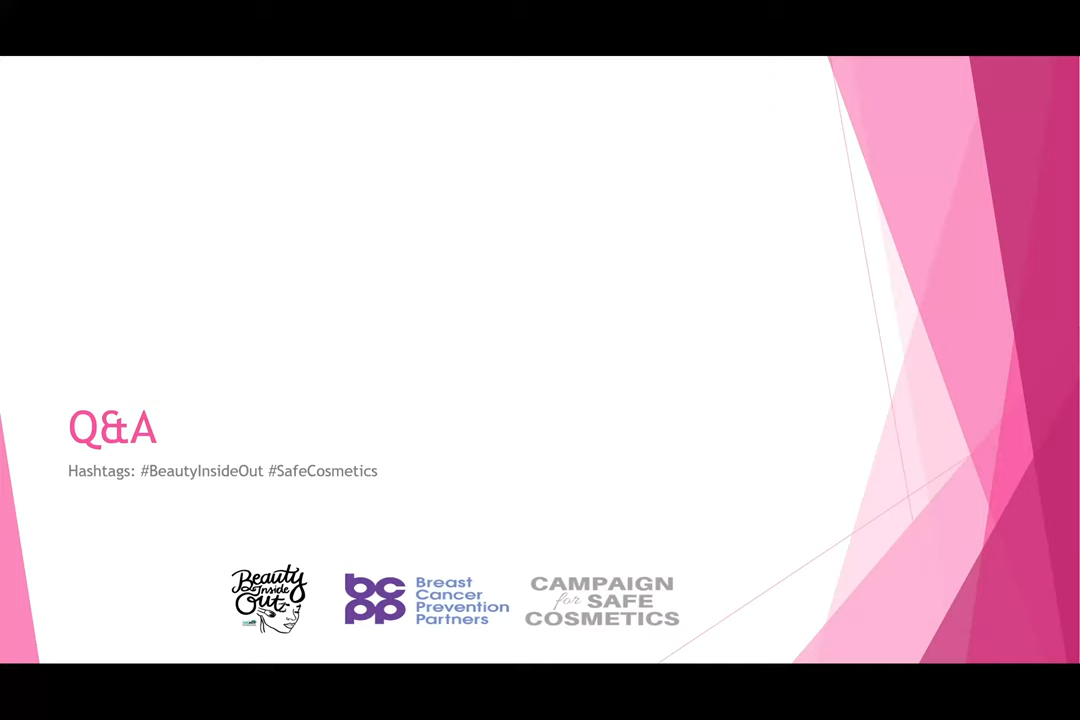 Q&A
Hashtags: #BeautyInsideOut #SafeCosmetics
Beauty
Inside
Out
bc
pp
Breast
Cancer
Prevention
Partners
CAMPAIGN
for SAFE
COSMETICS